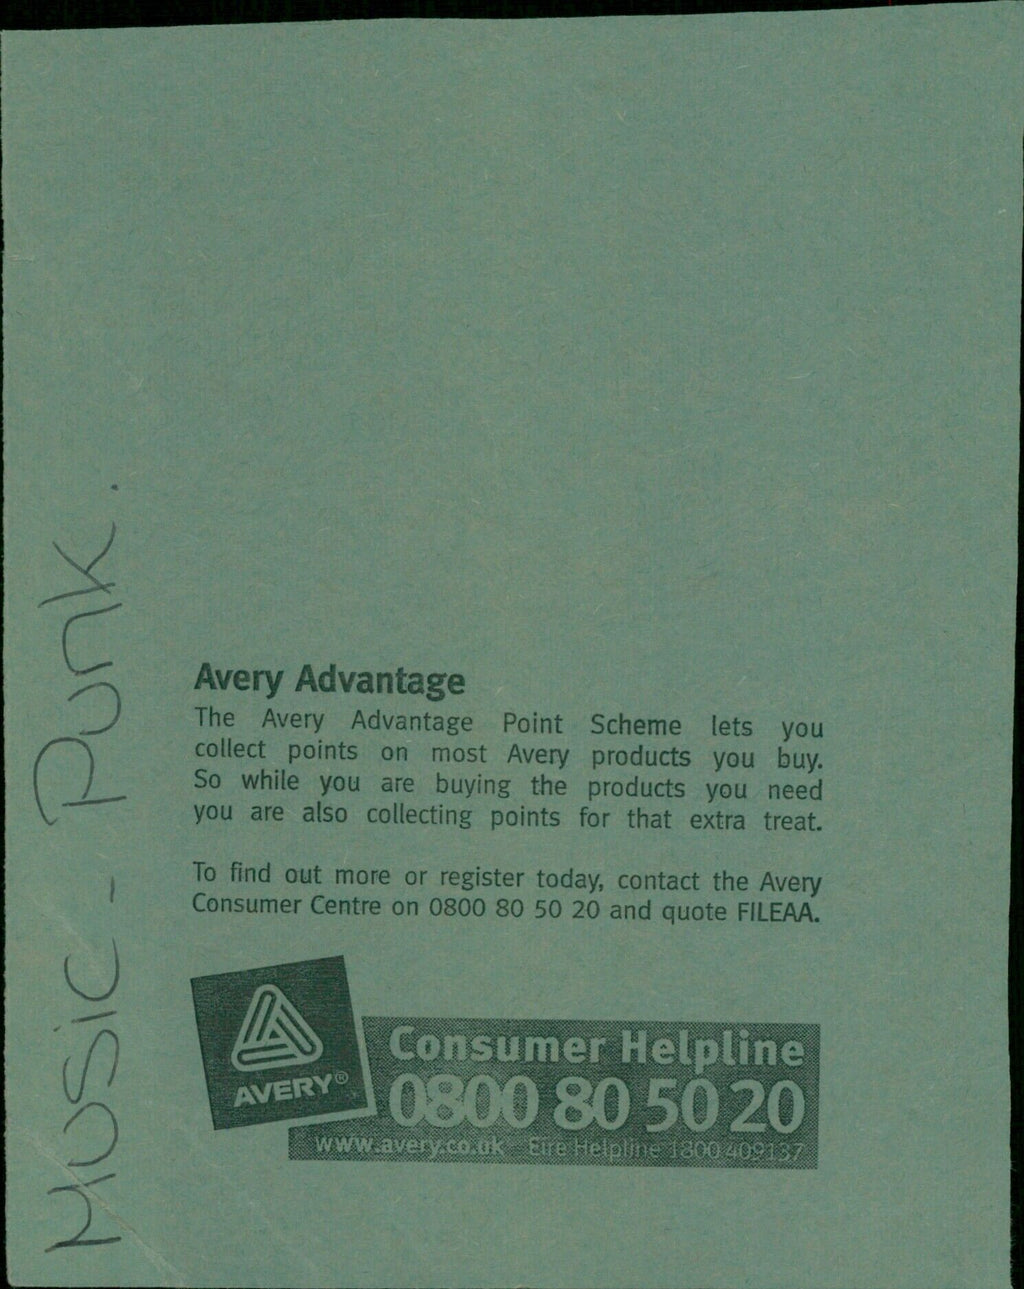 Music - Punk.
Avery Advantage
The Avery Advantage Point Scheme lets you
collect points on most Avery products you buy.
So while you are buying the products you need
you are also collecting points for that extra treat.
To find out more or register today, contact the Avery
Consumer Centre on 0800 80 50 20 and quote FILEAA.
AVERY®
Consumer Helpline
0800 80 50 20
www.avery.co.uk Eire Helpline 1800 409137